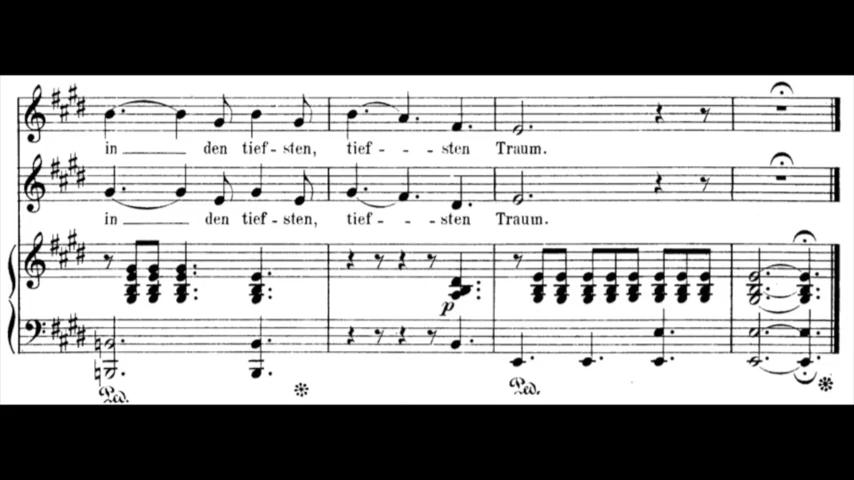 in den tief-sten, tief- - -sten Traum.
in den tief-sten, tief- - -sten Traum.
p
Ped. Ped.